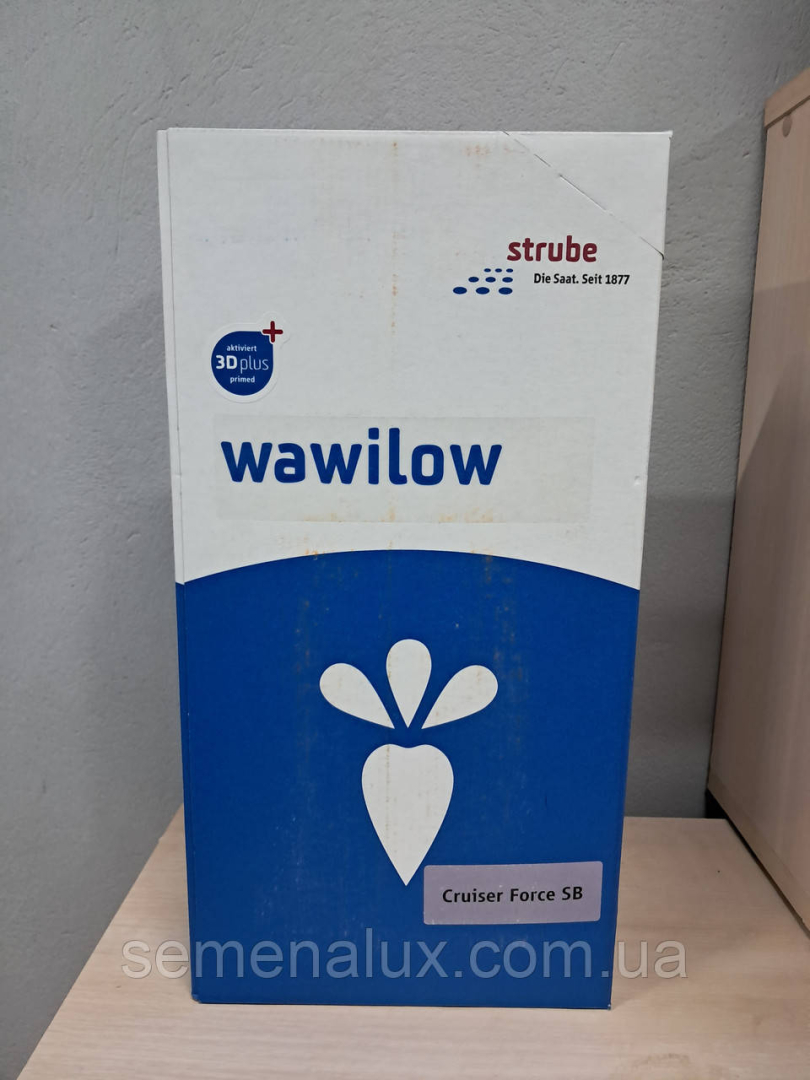 strube
Die Saat. Seit 1877
aktiviert
3D plus
primed
wawilow
Cruiser Force SB
semenalux.com.ua